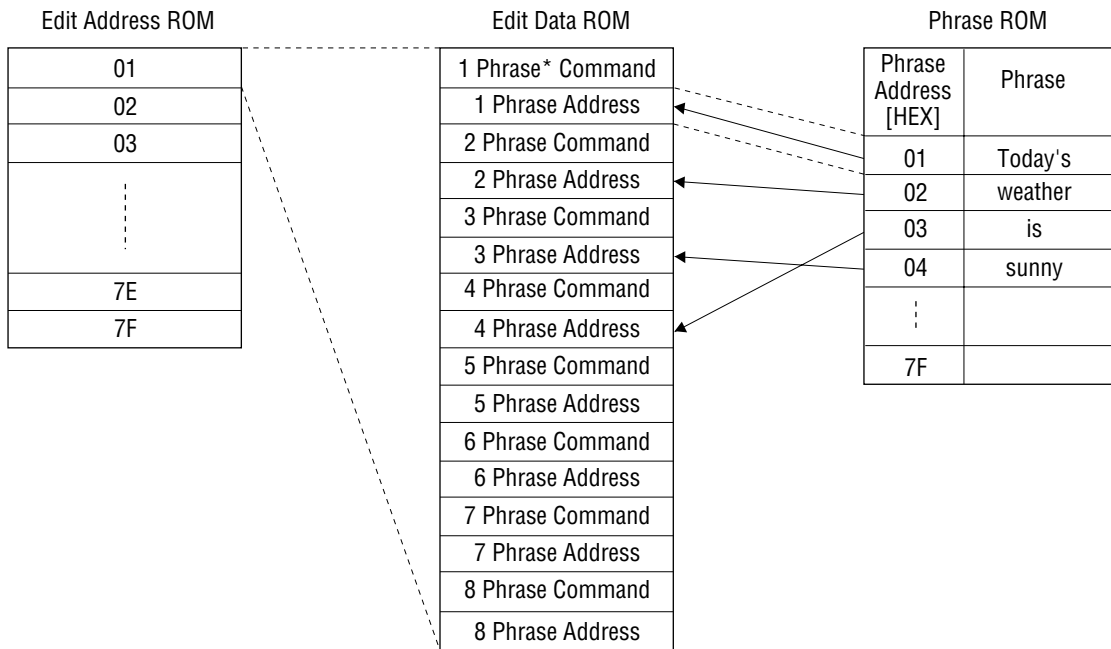 Edit Address ROM
01
02
03
7E
7F
Edit Data ROM
1 Phrase* Command
1 Phrase Address
2 Phrase Command
2 Phrase Address
3 Phrase Command
3 Phrase Address
4 Phrase Command
4 Phrase Address
5 Phrase Command
5 Phrase Address
6 Phrase Command
6 Phrase Address
7 Phrase Command
7 Phrase Address
8 Phrase Command
8 Phrase Address
Phrase ROM
Phrase
Address
[HEX]
Phrase
01 Today's
02 weather
03 is
04 sunny
7F